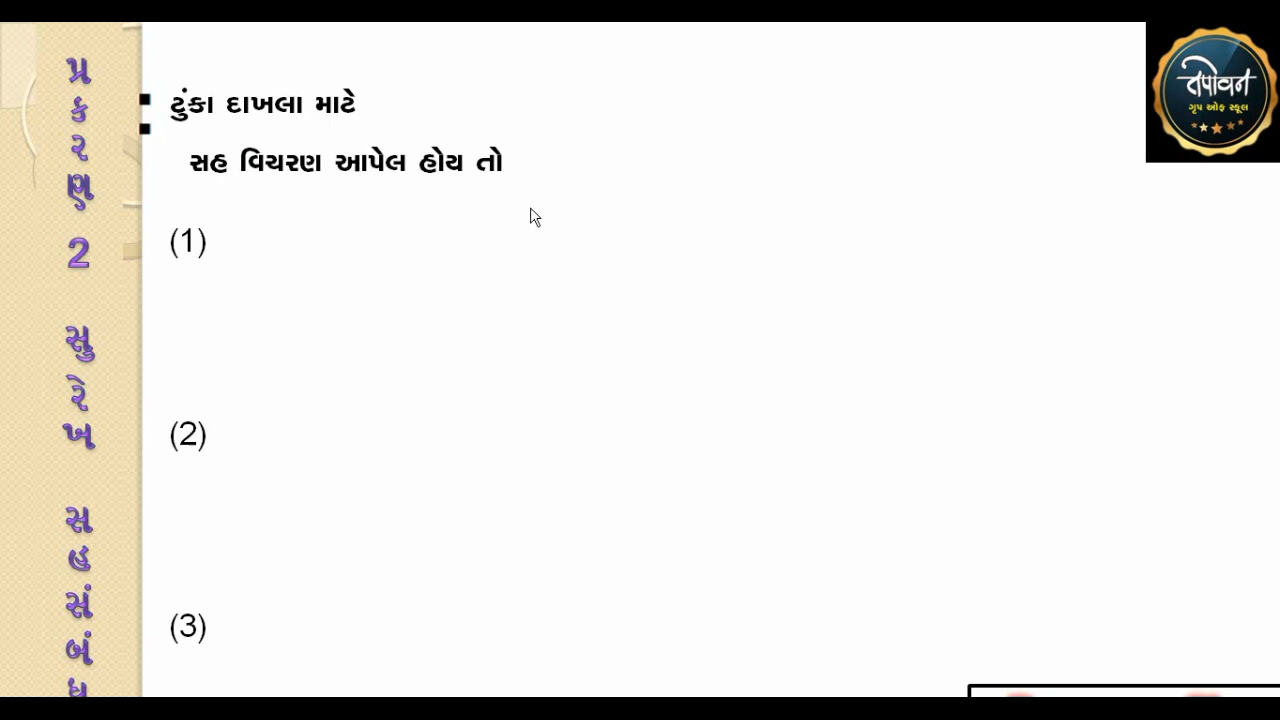 પ્રકરણ 2 સુરેખ સહસંબંધ
ટુંકા દાખલા માટે
સહ વિચરણ આપેલ હોય તો
(1)
(2)
(3)
તપોવન
ગૃપ ઓફ સ્કૂલ